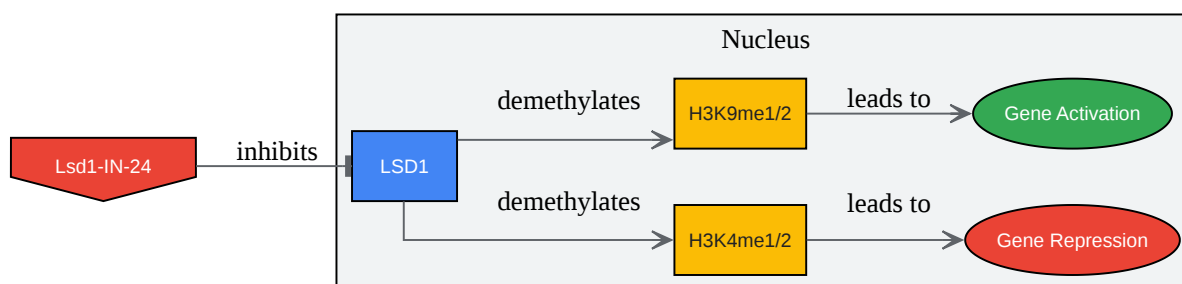 Nucleus
demethylates
H3K9me1/2
leads to
Gene Activation
Lsd1-IN-24
inhibits
LSD1
demethylates
H3K4me1/2
leads to
Gene Repression